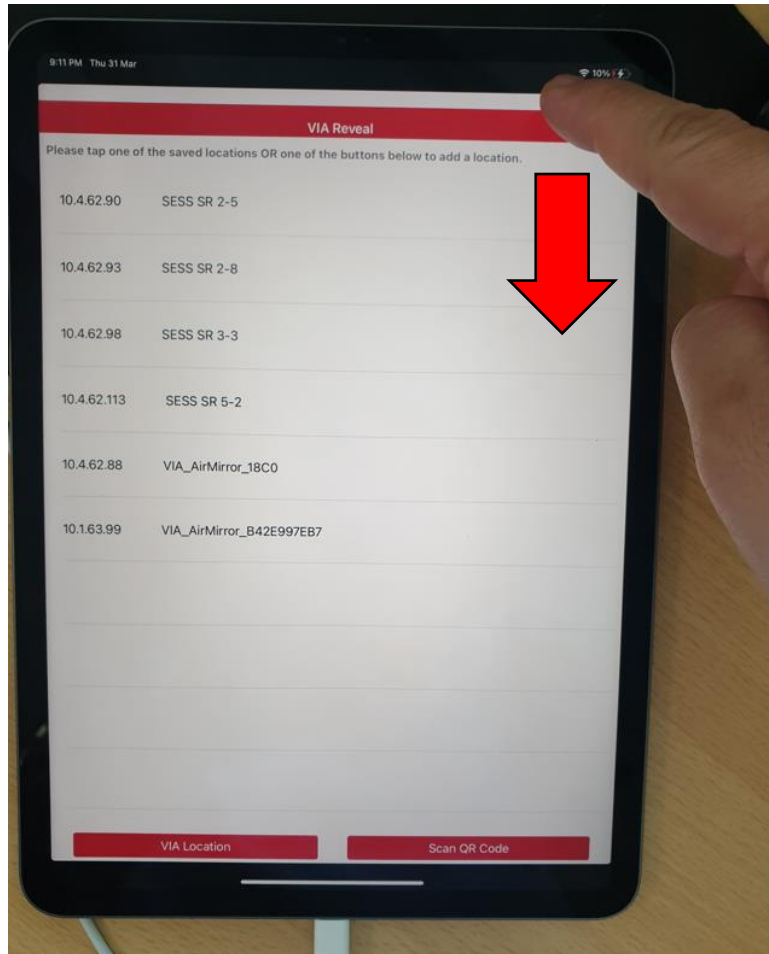 9:11 PM Thu 31 Mar
10%
VIA Reveal
Please tap one of the saved locations OR one of the buttons below to add a location.
10.4.62.90 SESS SR 2-5
10.4.62.93 SESS SR 2-8
10.4.62.98 SESS SR 3-3
10.4.62.113 SESS SR 5-2
10.4.62.88 VIA_AirMirror_18C0
10.1.63.99 VIA_AirMirror_B42E997EB7
VIA Location Scan QR Code